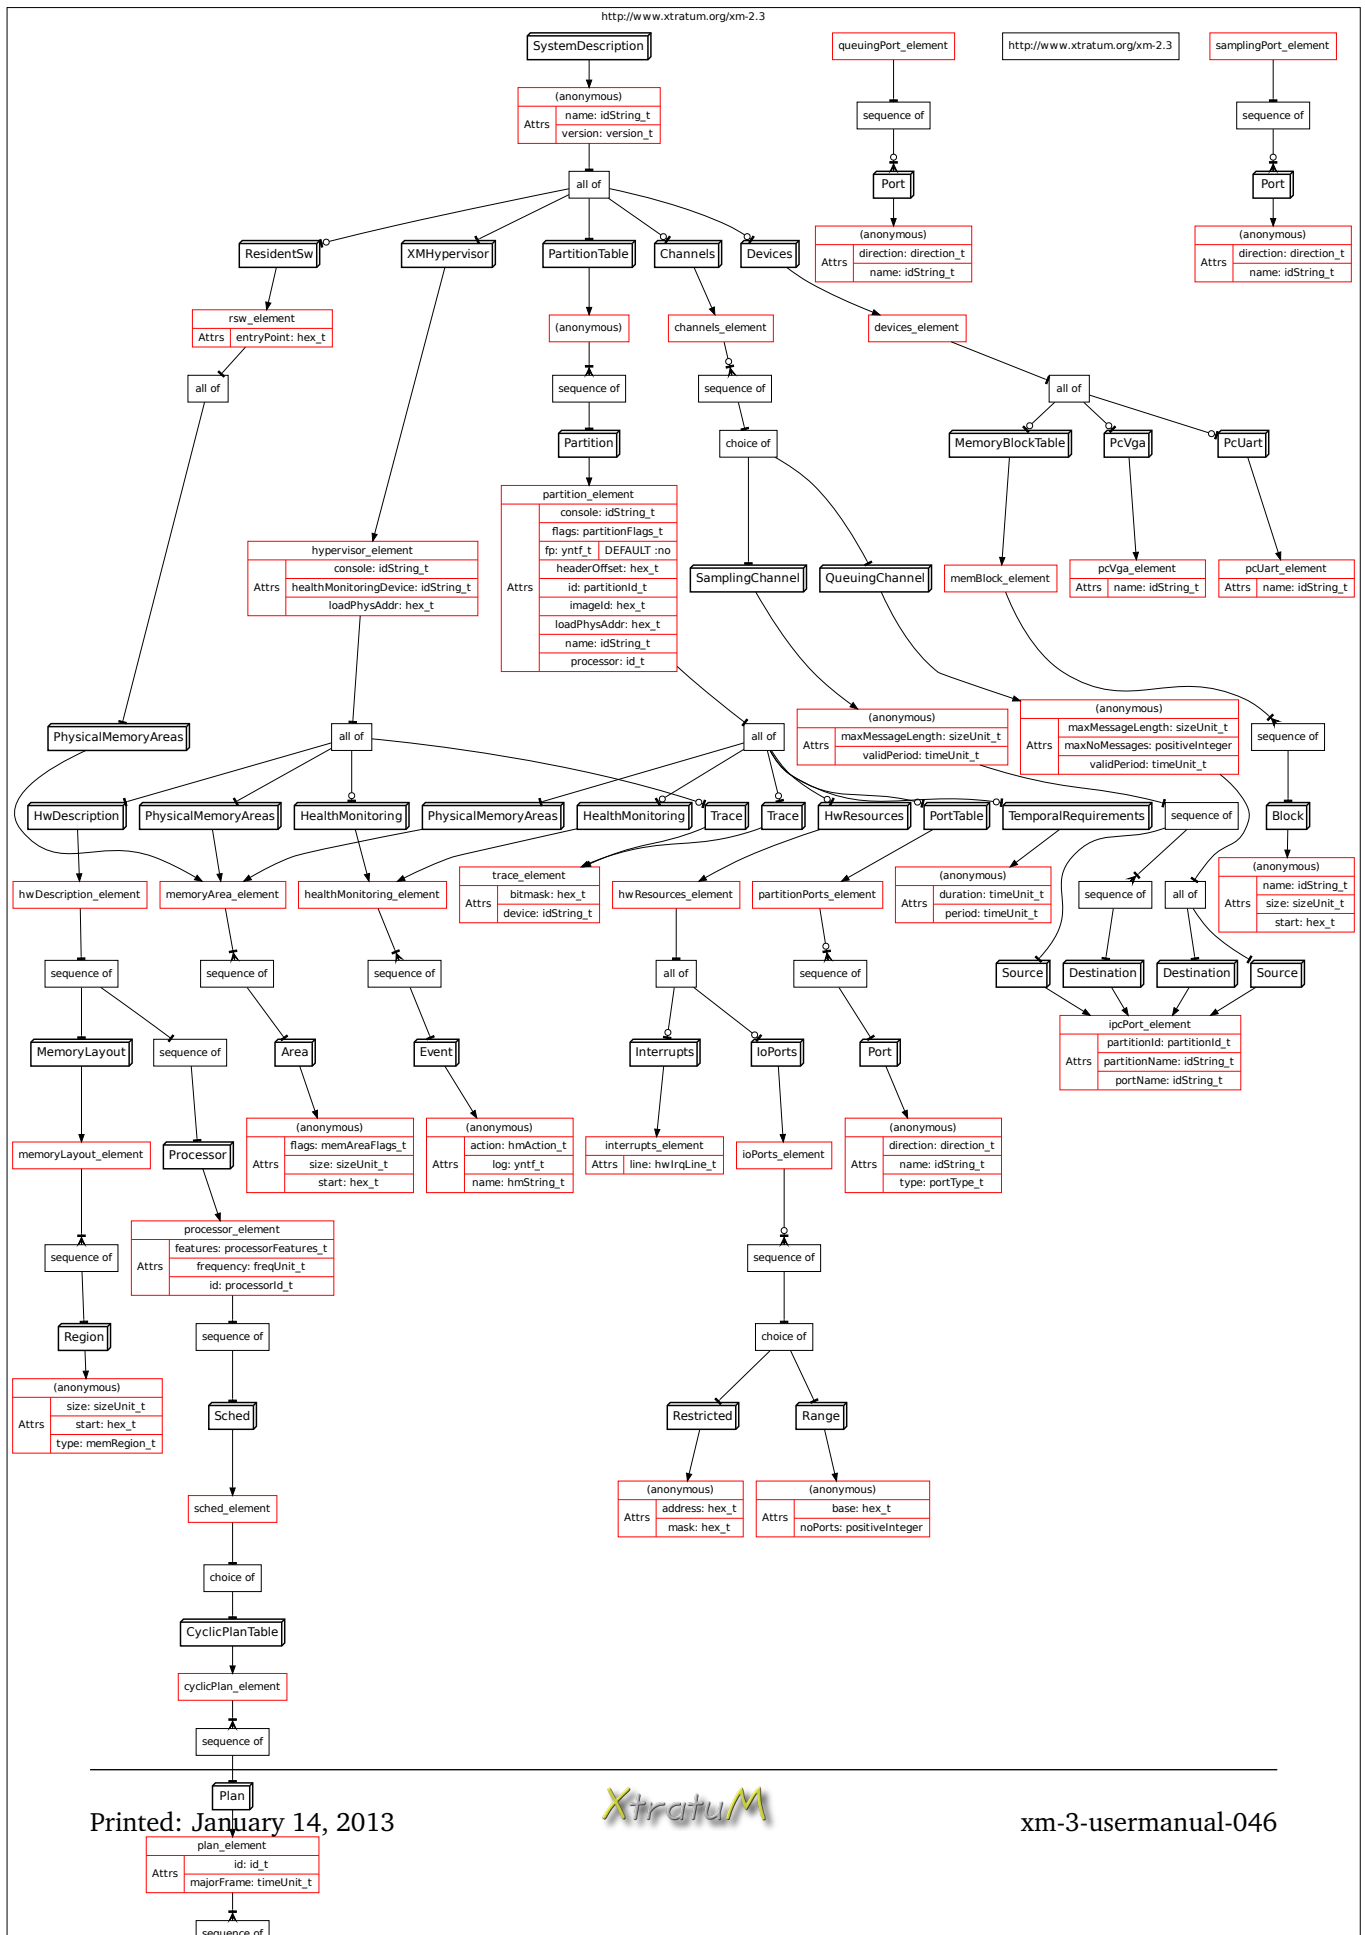 http://www.xtratum.org/xm-2.3
SystemDescription
queuingPort_element
http://www.xtratum.org/xm-2.3
samplingPort_element
(anonymous)
Attrs
name: idString_t
version: version_t
sequence of
sequence of
all of
Port
Port
(anonymous)
Attrs
direction: direction_t
name: idString_t
(anonymous)
Attrs
direction: direction_t
name: idString_t
ResidentSw
XMHypervisor
PartitionTable
Channels
Devices
rsw_element
Attrs
entryPoint: hex_t
(anonymous)
channels_element
devices_element
all of
sequence of
sequence of
all of
Partition
choice of
MemoryBlockTable
PcVga
PcUart
partition_element
Attrs
console: idString_t
flags: partitionFlags_t
fp: yntf_t
DEFAULT :no
headerOffset: hex_t
id: partitionId_t
imageId: hex_t
loadPhysAddr: hex_t
name: idString_t
processor: id_t
hypervisor_element
Attrs
console: idString_t
healthMonitoringDevice: idString_t
loadPhysAddr: hex_t
SamplingChannel
QueuingChannel
memBlock_element
pcVga_element
Attrs
name: idString_t
pcUart_element
Attrs
name: idString_t
PhysicalMemoryAreas
all of
all of
(anonymous)
Attrs
maxMessageLength: sizeUnit_t
validPeriod: timeUnit_t
(anonymous)
Attrs
maxMessageLength: sizeUnit_t
maxNoMessages: positiveInteger
validPeriod: timeUnit_t
sequence of
HwDescription
PhysicalMemoryAreas
HealthMonitoring
PhysicalMemoryAreas
HealthMonitoring
Trace
Trace
HwResources
PortTable
TemporalRequirements
sequence of
Block
hwDescription_element
memoryArea_element
healthMonitoring_element
trace_element
Attrs
bitmask: hex_t
device: idString_t
hwResources_element
partitionPorts_element
(anonymous)
Attrs
duration: timeUnit_t
period: timeUnit_t
sequence of
all of
(anonymous)
Attrs
name: idString_t
size: sizeUnit_t
start: hex_t
sequence of
sequence of
sequence of
all of
sequence of
Source
Destination
Destination
Source
MemoryLayout
sequence of
Area
Event
Interrupts
IoPorts
Port
ipcPort_element
Attrs
partitionId: partitionId_t
partitionName: idString_t
portName: idString_t
memoryLayout_element
Processor
(anonymous)
Attrs
flags: memAreaFlags_t
size: sizeUnit_t
start: hex_t
(anonymous)
Attrs
action: hmAction_t
log: yntf_t
name: hmString_t
interrupts_element
Attrs
line: hwIrqLine_t
ioPorts_element
(anonymous)
Attrs
direction: direction_t
name: idString_t
type: portType_t
sequence of
processor_element
Attrs
features: processorFeatures_t
frequency: freqUnit_t
id: processorId_t
sequence of
Region
sequence of
choice of
(anonymous)
Attrs
size: sizeUnit_t
start: hex_t
type: memRegion_t
Sched
Restricted
Range
sched_element
(anonymous)
Attrs
address: hex_t
mask: hex_t
(anonymous)
Attrs
base: hex_t
noPorts: positiveInteger
choice of
CyclicPlanTable
cyclicPlan_element
sequence of
Plan
Printed: January 14, 2013
XtratuM
xm-3-usermanual-046
plan_element
Attrs
id: id_t
majorFrame: timeUnit_t
sequence of